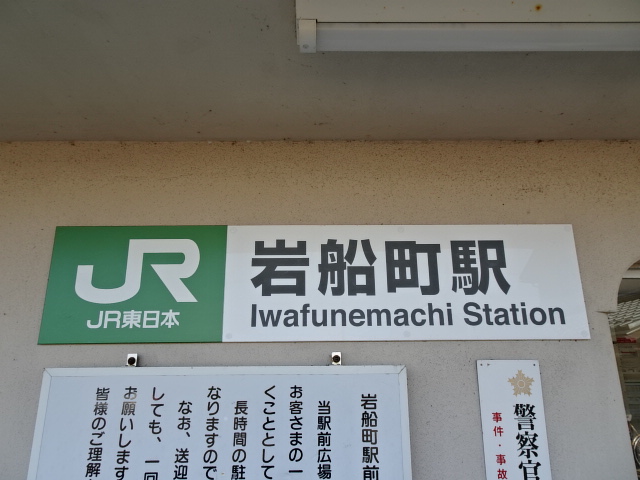 JR
JR東日本
岩船町駅
Iwafunemachi Station
岩船町駅前
当駅前広場
お客さまの一
くこととして
長時間の駐
なりますので
なお、送迎
しても、一回
お願いします
皆様のご理解
警察官
事件・事故